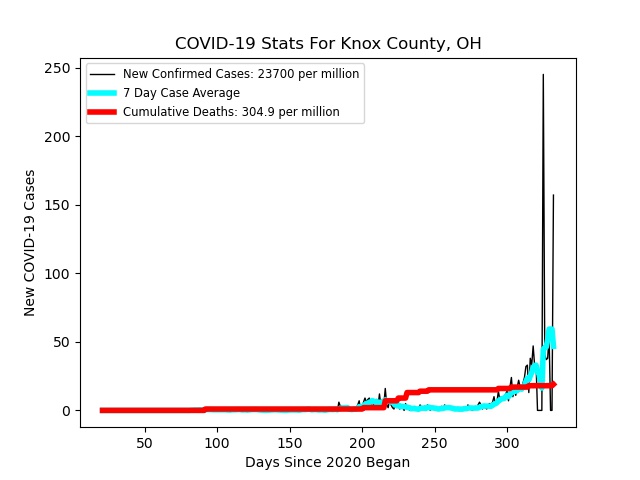 COVID-19 Stats For Knox County, OH
New Confirmed Cases: 23700 per million
7 Day Case Average
Cumulative Deaths: 304.9 per million
New COVID-19 Cases
250
200
150
100
50
0
50 100 150 200 250 300
Days Since 2020 Began